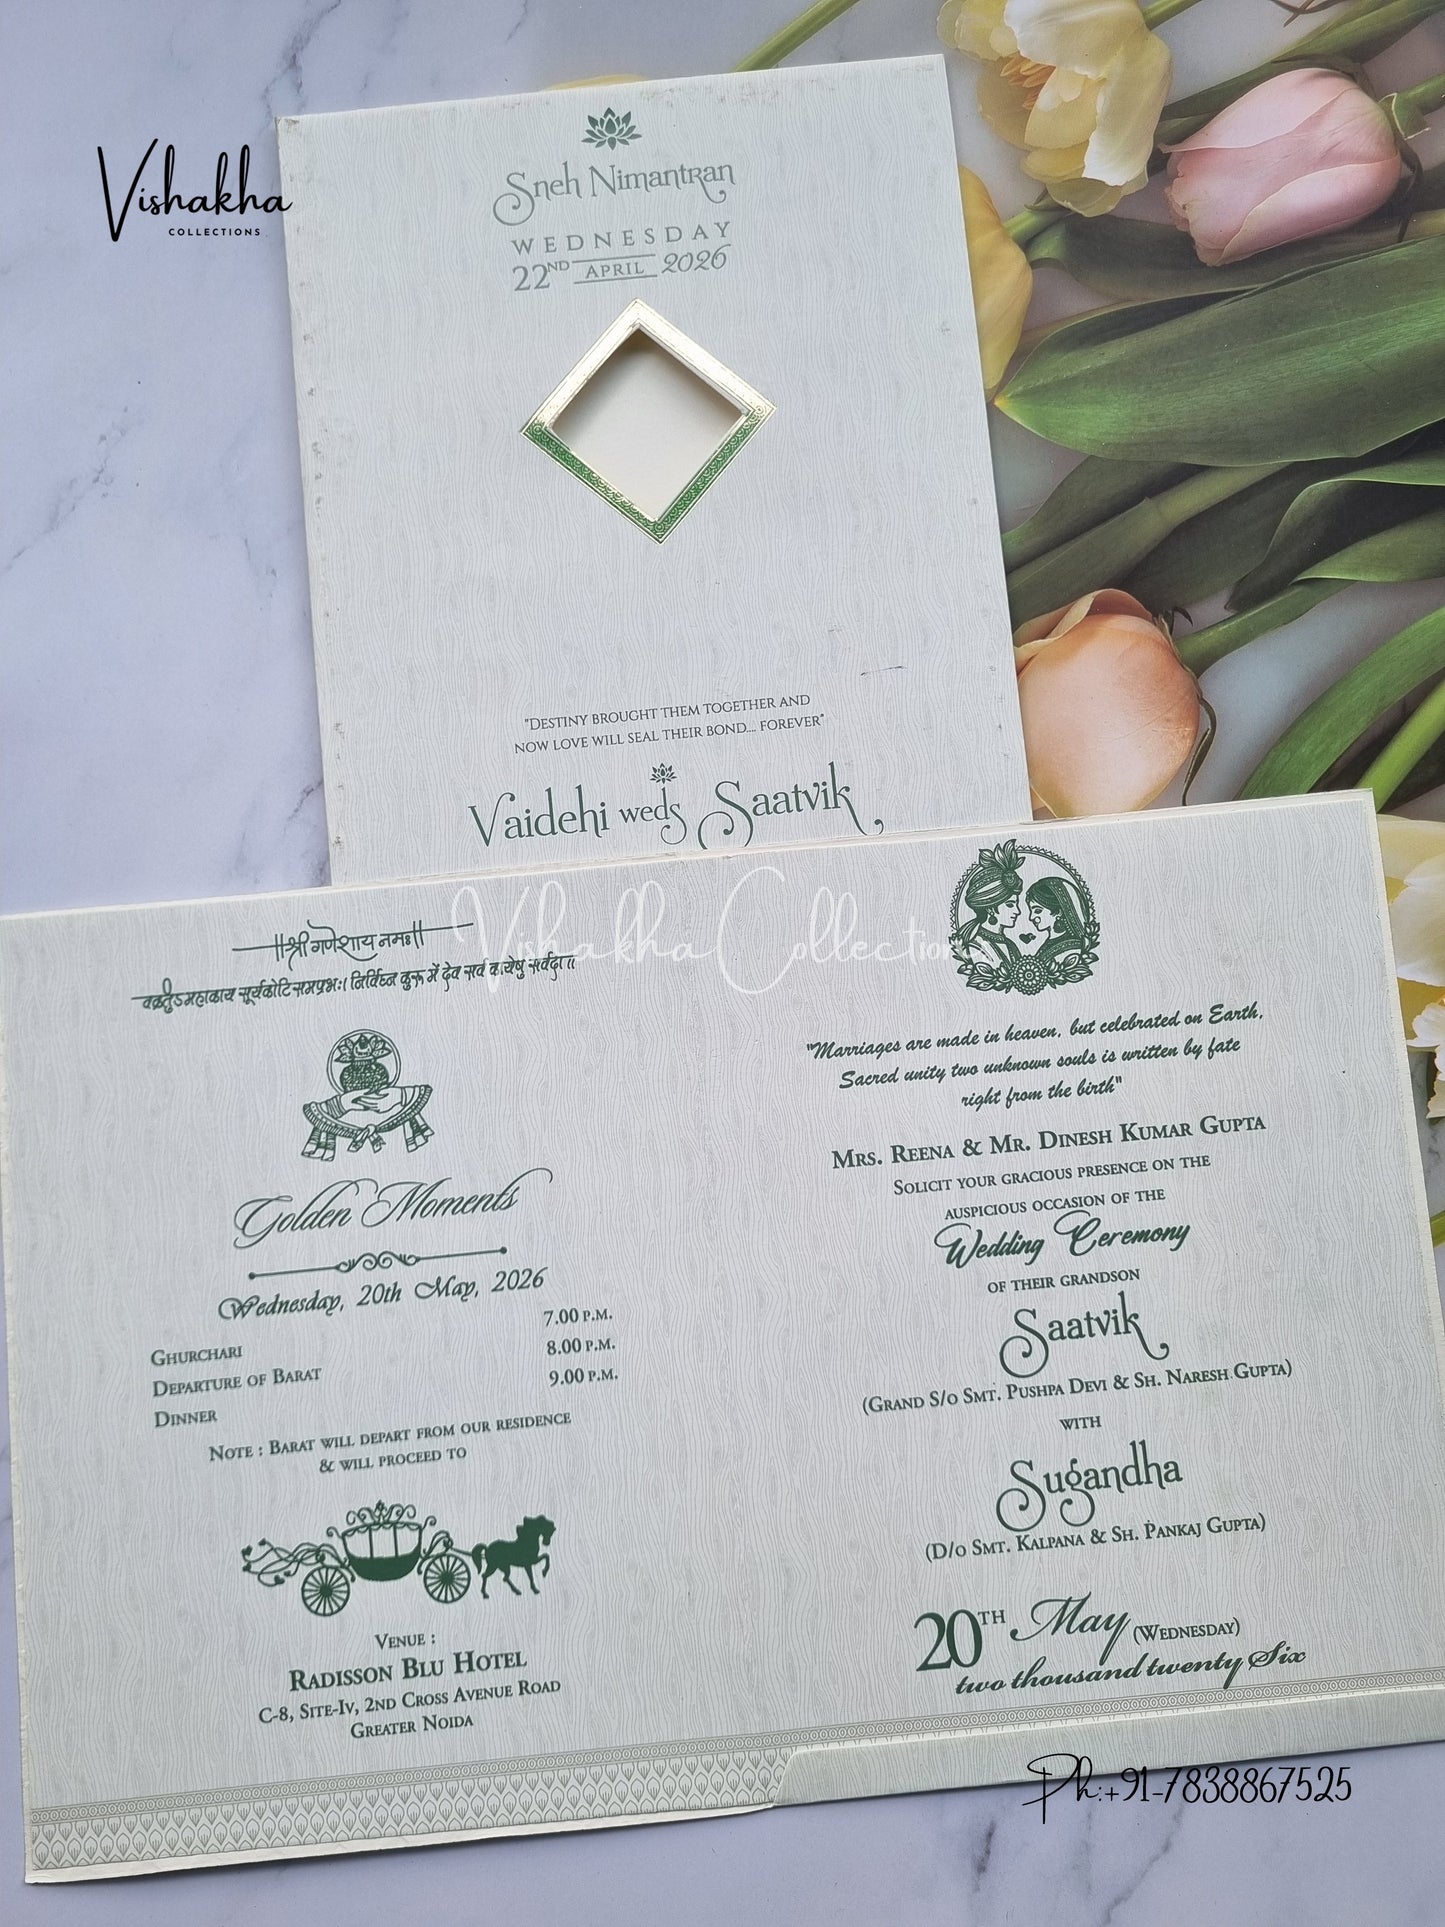 Vishakha
COLLECTIONS
Sneh Nimantran
WEDNESDAY
22ND APRIL 2026
"DESTINY BROUGHT THEM TOGETHER AND
NOW LOVE WILL SEAL THEIR BOND.... FOREVER"
Vaidehi weds Saatvik
Vishakha Collections
||श्री गणेशाय नमः||
सूर्यकोटिसमप्रभः। निर्विघ्न कुरू में देव सर्व कार्येषु सर्वदा॥
Golden Moments
Wednesday, 20th May, 2026
GHURCHARI 7.00 P.M.
DEPARTURE OF BARAT 8.00 P.M.
DINNER 9.00 P.M.
NOTE : BARAT WILL DEPART FROM OUR RESIDENCE
& WILL PROCEED TO
VENUE :
RADISSON BLU HOTEL
C-8, SITE-IV, 2ND CROSS AVENUE ROAD
GREATER NOIDA
"Marriages are made in heaven, but celebrated on Earth,
Sacred unity two unknown souls is written by fate
right from the birth"
MRS. REENA & MR. DINESH KUMAR GUPTA
SOLICIT YOUR GRACIOUS PRESENCE ON THE
AUSPICIOUS OCCASION OF THE
Wedding Ceremony
OF THEIR GRANDSON
Saatvik
(GRAND S/O SMT. PUSHPA DEVI & SH. NARESH GUPTA)
WITH
Sugandha
(D/O SMT. KALPANA & SH. PANKAJ GUPTA)
20TH May (WEDNESDAY)
two thousand twenty Six
Ph:+91-7838867525